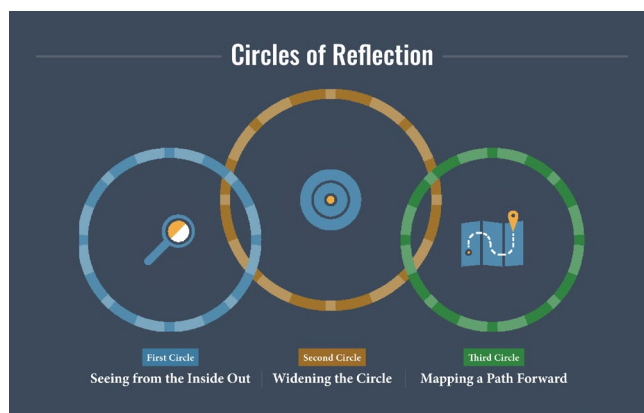 Circles of Reflection
First Circle
Seeing from the Inside Out
Second Circle
Widening the Circle
Third Circle
Mapping a Path Forward